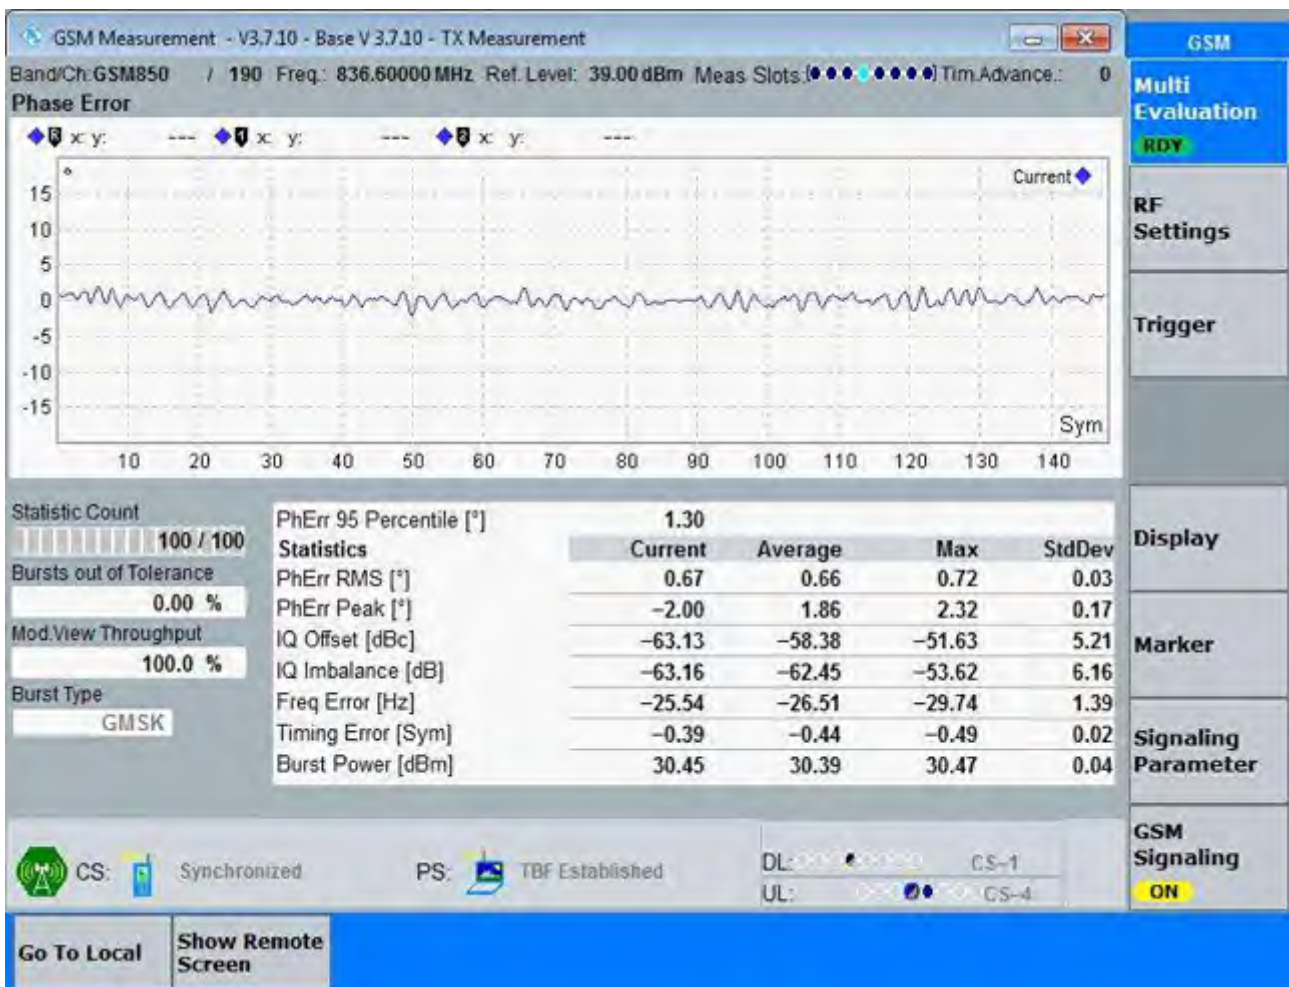 GSM Measurement - V3.7.10 - Base V 3.7.10 - TX Measurement
GSM
Band/Ch:GSM850 / 190 Freq.: 836.60000 MHz Ref. Level: 39.00 dBm Meas Slots: Tim.Advance.: 0
Phase Error
R x: y: --- 1 x: y: --- 2 x: y: ---
Current
15
10
5
0
-5
-10
-15
Sym
10 20 30 40 50 60 70 80 90 100 110 120 130 140
Statistic Count
100 / 100
Bursts out of Tolerance
0.00 %
Mod.View Throughput
100.0 %
Burst Type
GMSK
PhErr 95 Percentile [°] 1.30
Statistics Current Average Max StdDev
PhErr RMS [°] 0.67 0.66 0.72 0.03
PhErr Peak [°] −2.00 1.86 2.32 0.17
IQ Offset [dBc] −63.13 −58.38 −51.63 5.21
IQ Imbalance [dB] −63.16 −62.45 −53.62 6.16
Freq Error [Hz] −25.54 −26.51 −29.74 1.39
Timing Error [Sym] −0.39 −0.44 −0.49 0.02
Burst Power [dBm] 30.45 30.39 30.47 0.04
CS: Synchronized PS: TBF Established
DL: CS-1
UL: CS-4
Multi
Evaluation
RDY
RF
Settings
Trigger
Display
Marker
Signaling
Parameter
GSM
Signaling
ON
Go To Local
Show Remote
Screen